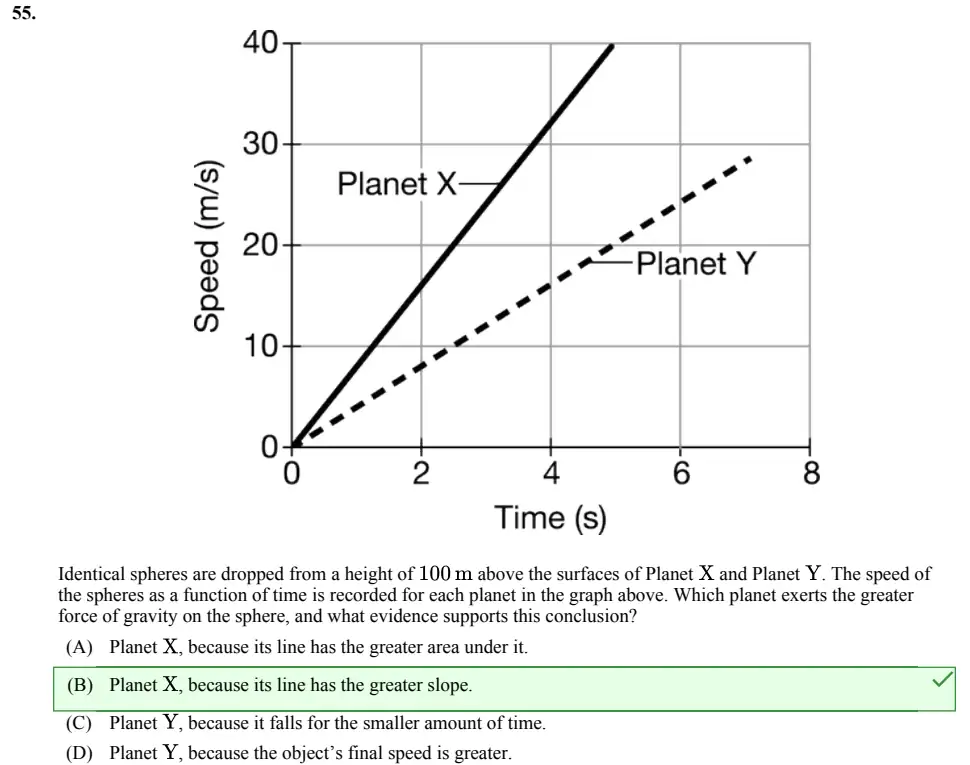 55.
40
30
Planet X
20
Planet Y
10
0
0 2 4 6 8
Speed (m/s)
Time (s)
Identical spheres are dropped from a height of 100 m above the surfaces of Planet X and Planet Y. The speed of
the spheres as a function of time is recorded for each planet in the graph above. Which planet exerts the greater
force of gravity on the sphere, and what evidence supports this conclusion?
(A) Planet X, because its line has the greater area under it.
(B) Planet X, because its line has the greater slope.
(C) Planet Y, because it falls for the smaller amount of time.
(D) Planet Y, because the object’s final speed is greater.